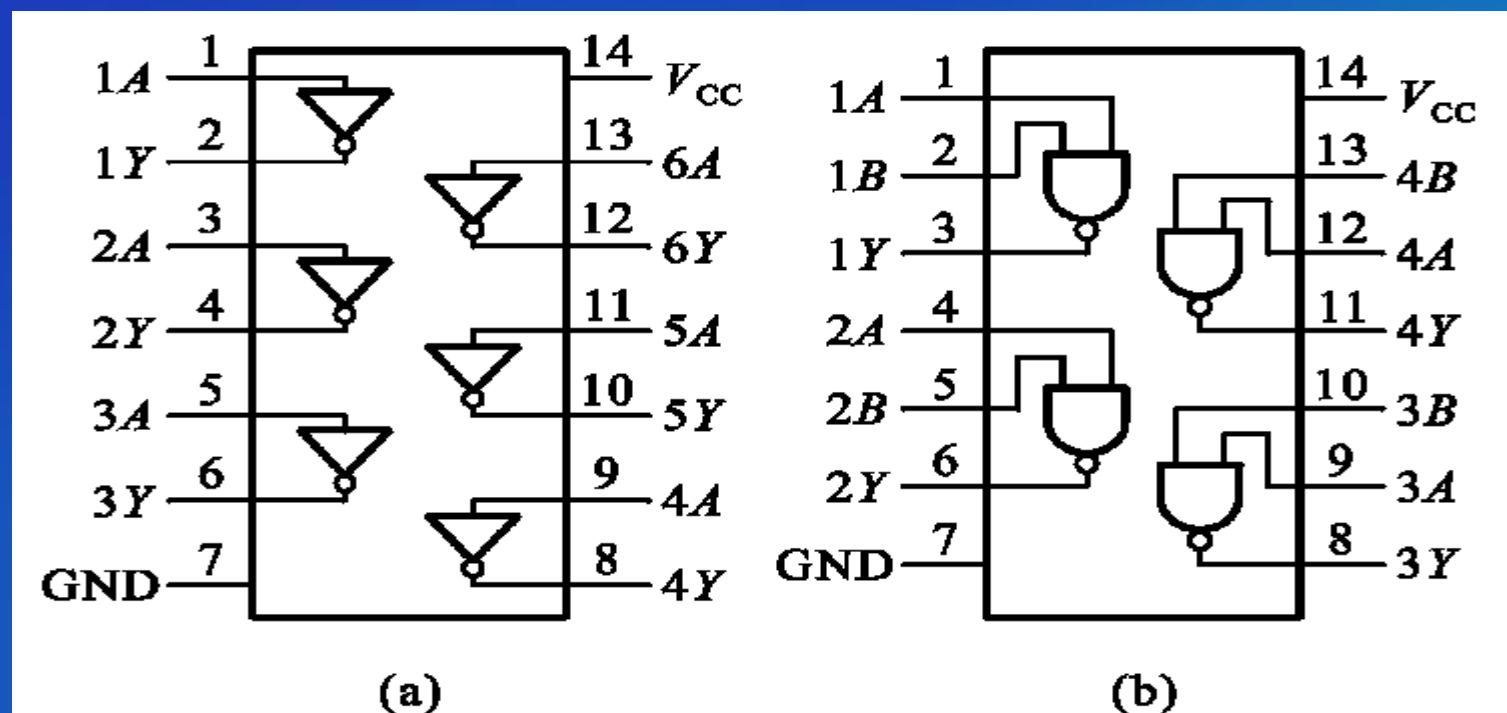 1A 1 14 VCC
1Y 2 13 6A
2A 3 12 6Y
2Y 4 11 5A
3A 5 10 5Y
3Y 6 9 4A
GND 7 8 4Y
(a)
1A 1 14 VCC
1B 2 13 4B
1Y 3 12 4A
2A 4 11 4Y
2B 5 10 3B
2Y 6 9 3A
GND 7 8 3Y
(b)